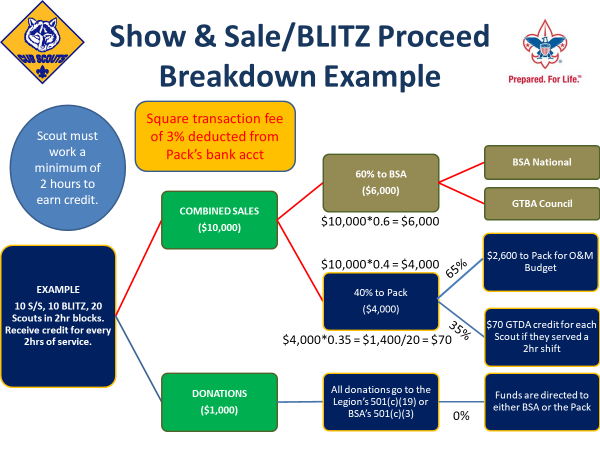 Show & Sale/BLITZ Proceed
Breakdown Example
CUB SCOUTS
Prepared. For Life.™
Scout must
work a
minimum of
2 hours to
earn credit.
Square transaction fee
of 3% deducted from
Pack's bank acct
60% to BSA
($6,000)
BSA National
GTBA Council
COMBINED SALES
($10,000)
$10,000*0.6 = $6,000
$10,000*0.4 = $4,000
65%
$2,600 to Pack for O&M
Budget
EXAMPLE
10 S/S, 10 BLITZ, 20
Scouts in 2hr blocks.
Receive credit for every
2hrs of service.
40% to Pack
($4,000)
35%
$70 GTDA credit for each
Scout if they served a
2hr shift
$4,000*0.35 = $1,400/20 = $70
DONATIONS
($1,000)
All donations go to the
Legion's 501(c)(19) or
BSA's 501(c)(3)
0%
Funds are directed to
either BSA or the Pack